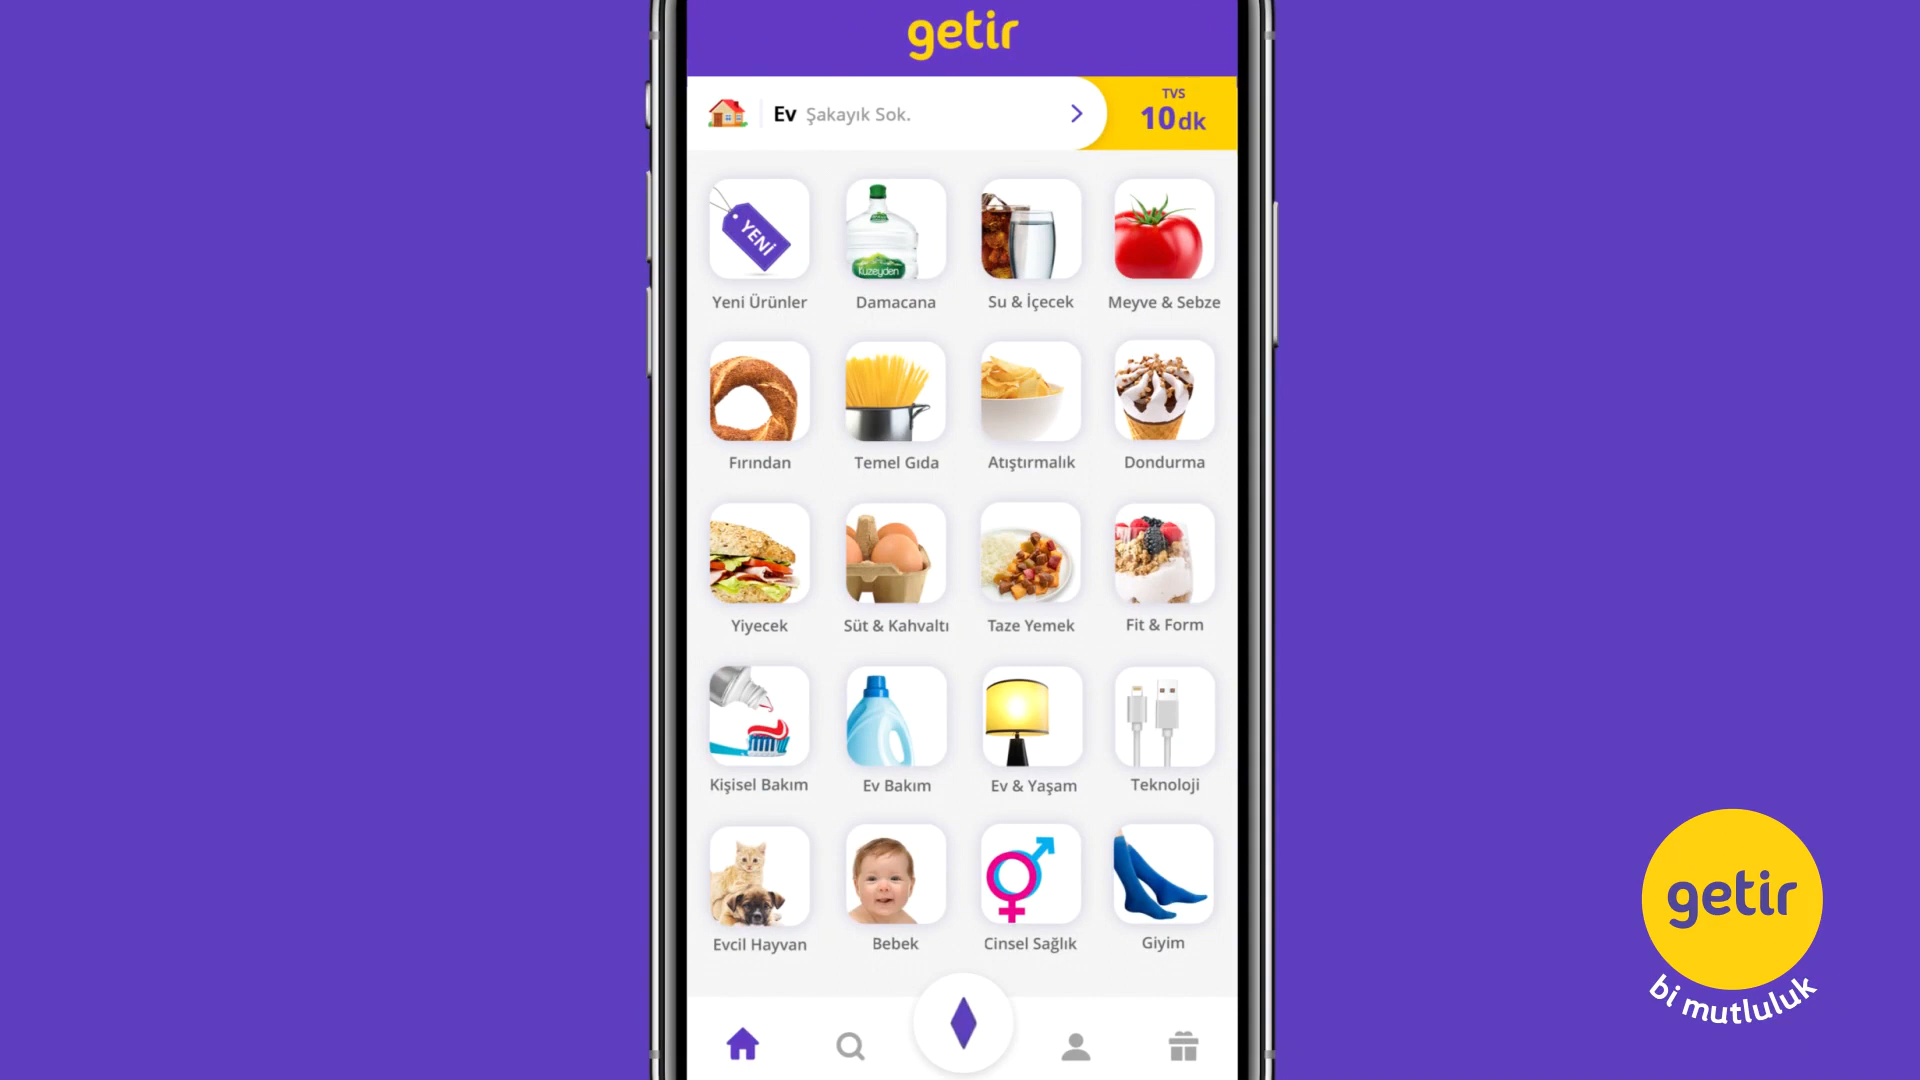 getir
Ev Şakayık Sok.
TVS
10 dk
YENİ
Kuzeyden
Yeni Ürünler
Damacana
Su & İçecek
Meyve & Sebze
Fırından
Temel Gıda
Atıştırmalık
Dondurma
Yiyecek
Süt & Kahvaltı
Taze Yemek
Fit & Form
Kişisel Bakım
Ev Bakım
Ev & Yaşam
Teknoloji
Evcil Hayvan
Bebek
Cinsel Sağlık
Giyim
getir
bi mutluluk